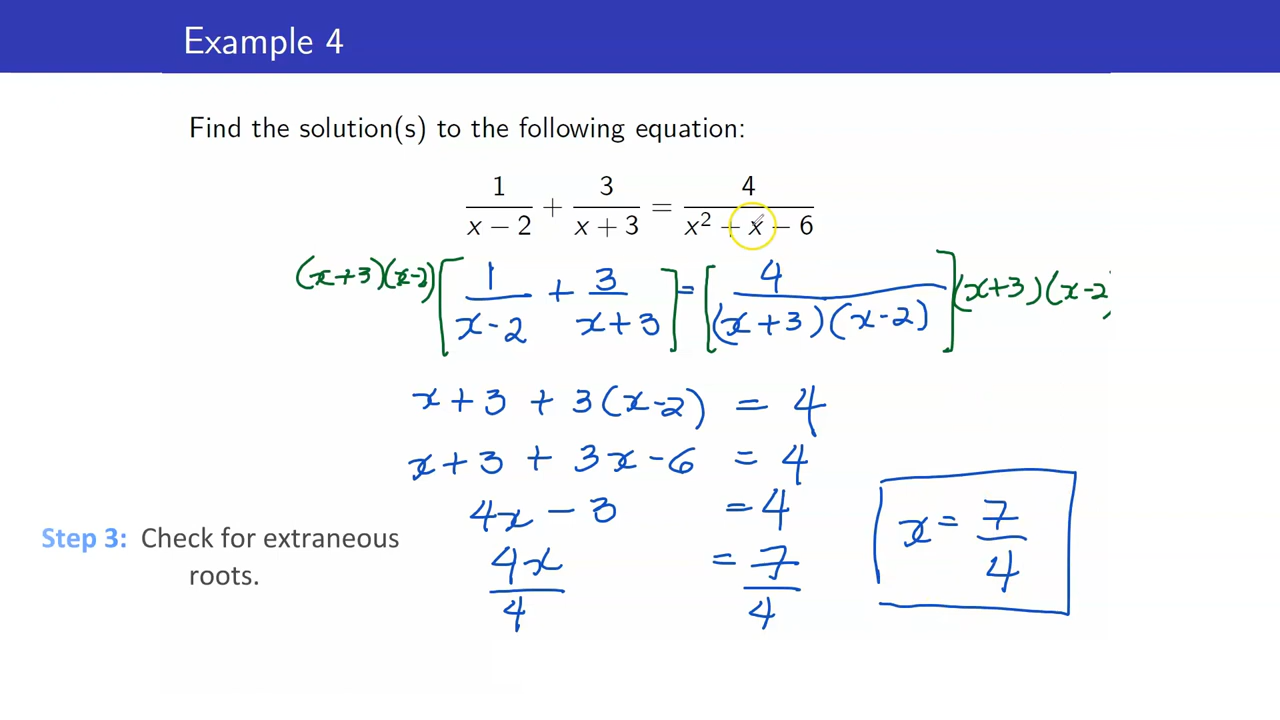 Example 4
Find the solution(s) to the following equation:
1/(x − 2) + 3/(x + 3) = 4/(x² + x − 6)
(x+3)(x-2) [1/(x-2) + 3/(x+3)] = [4/((x+3)(x-2))] (x+3)(x-2)
x+3 + 3(x-2) = 4
x+3 + 3x-6 = 4
4x - 3 = 4
4x/4 = 7/4
x = 7/4
Step 3: Check for extraneous
roots.